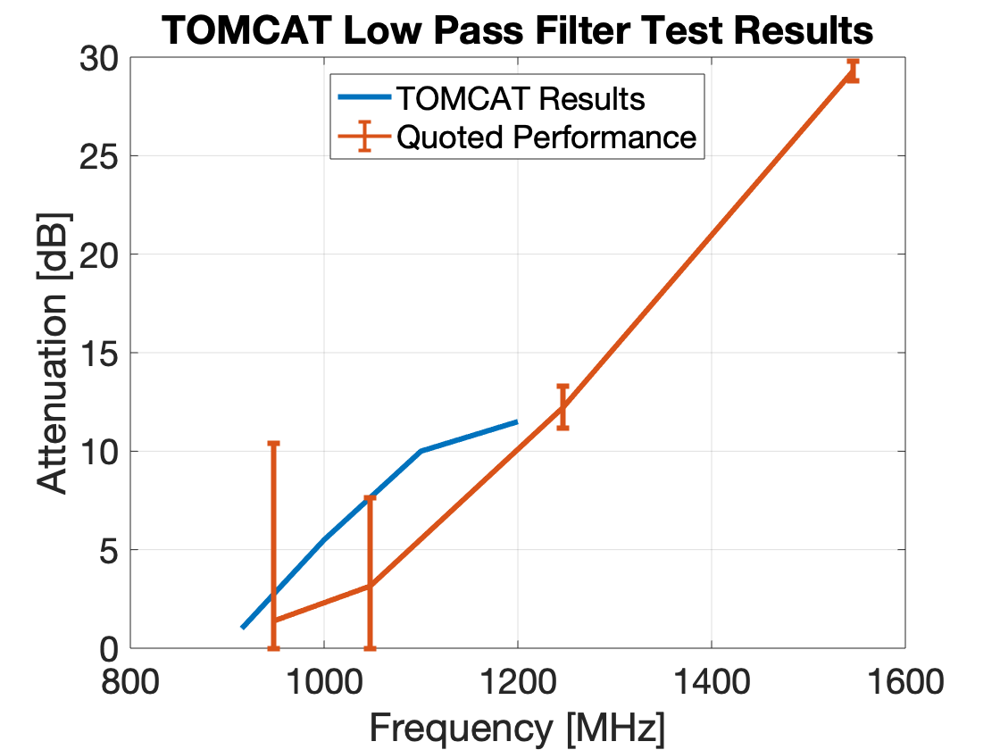 TOMCAT Low Pass Filter Test Results
TOMCAT Results
Quoted Performance
Attenuation [dB]
30
25
20
15
10
5
0
800 1000 1200 1400 1600
Frequency [MHz]